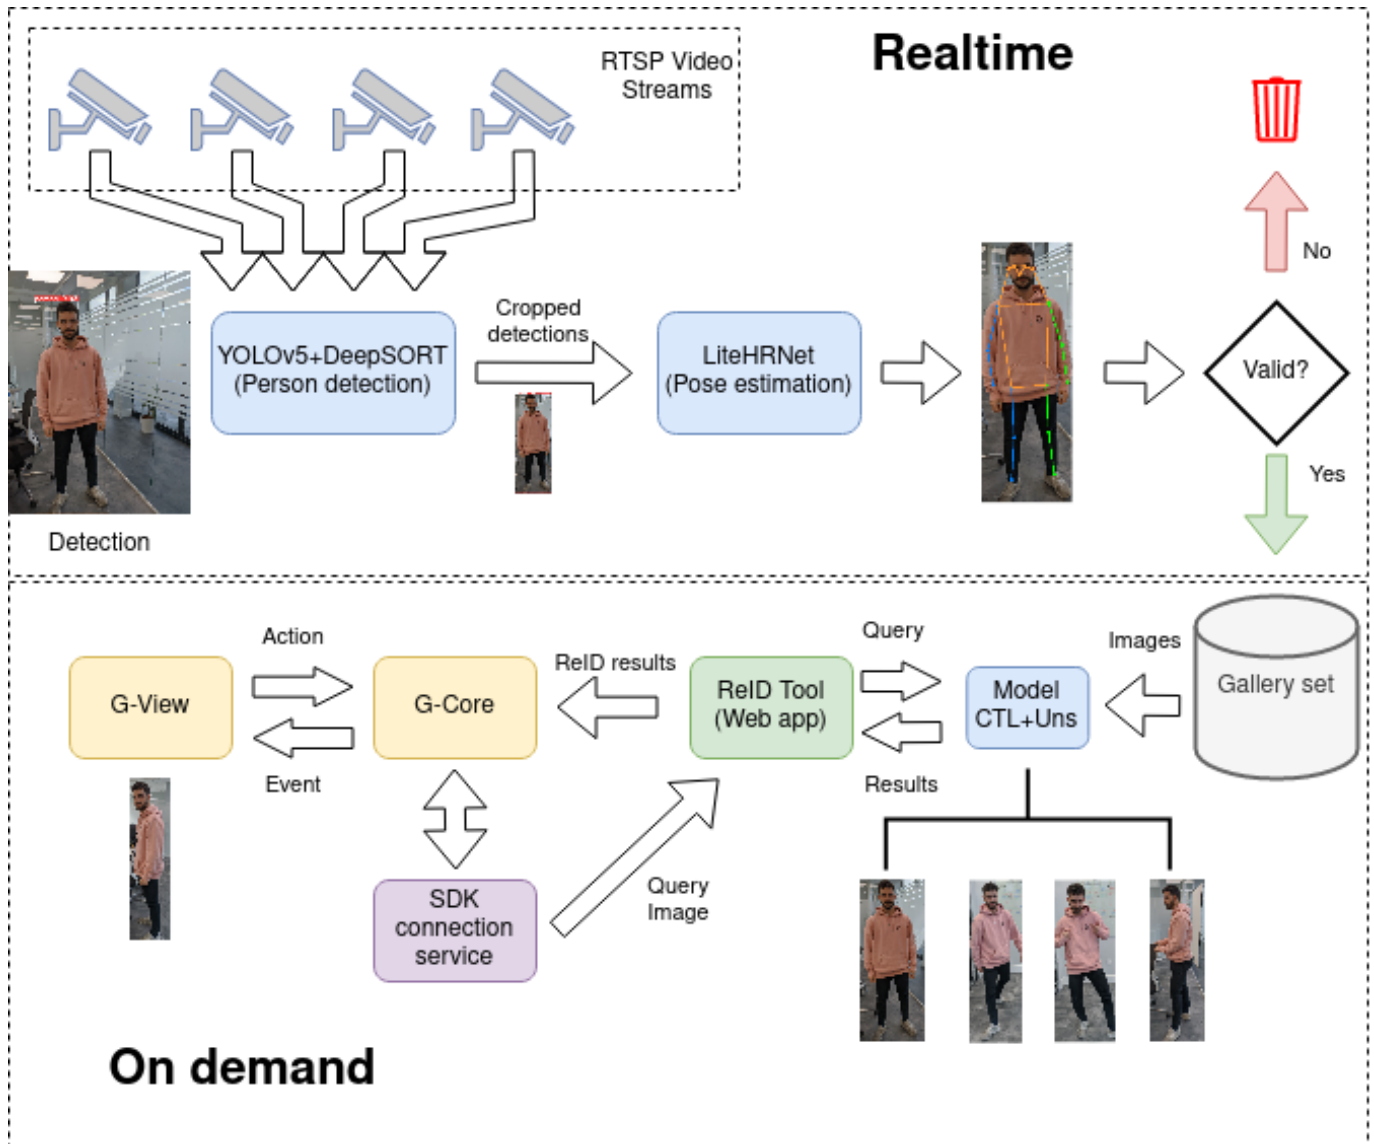 RTSP Video
Streams
Realtime
No
Valid?
Yes
Cropped
detections
YOLOv5+DeepSORT
(Person detection)
LiteHRNet
(Pose estimation)
Detection
Action
Event
G-View
G-Core
ReID results
ReID Tool
(Web app)
Query
Results
Model
CTL+Uns
Images
Gallery set
SDK
connection
service
Query
Image
On demand